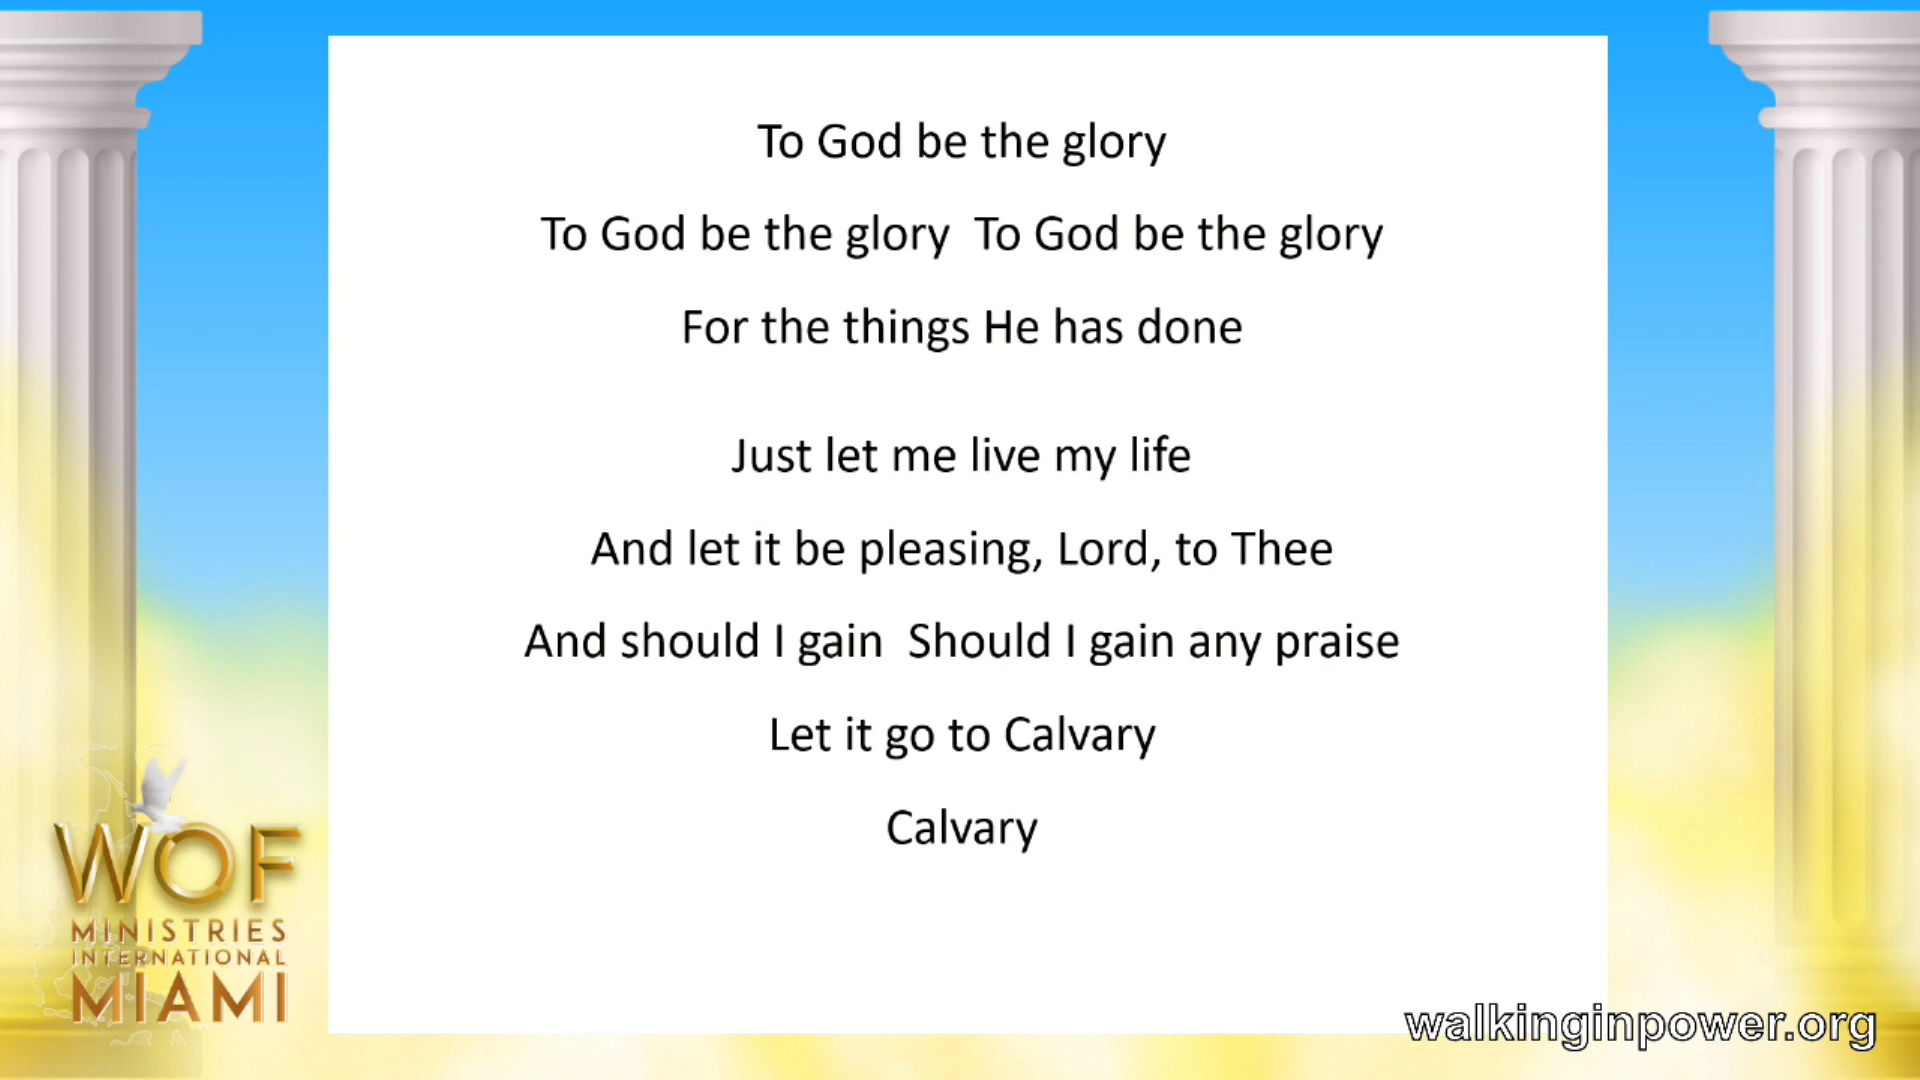 To God be the glory
To God be the glory  To God be the glory
For the things He has done
Just let me live my life
And let it be pleasing, Lord, to Thee
And should I gain  Should I gain any praise
Let it go to Calvary
Calvary
WOF
MINISTRIES
INTERNATIONAL
MIAMI
walkinginpower.org